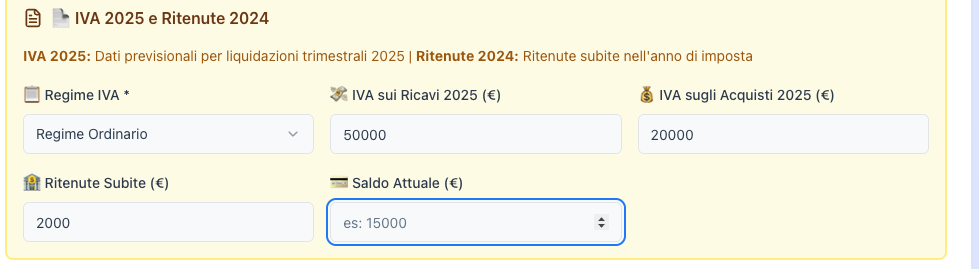 IVA 2025 e Ritenute 2024
IVA 2025: Dati previsionali per liquidazioni trimestrali 2025 | Ritenute 2024: Ritenute subite nell'anno di imposta
Regime IVA *
IVA sui Ricavi 2025 (€)
IVA sugli Acquisti 2025 (€)
Regime Ordinario
50000
20000
Ritenute Subite (€)
Saldo Attuale (€)
2000
es: 15000